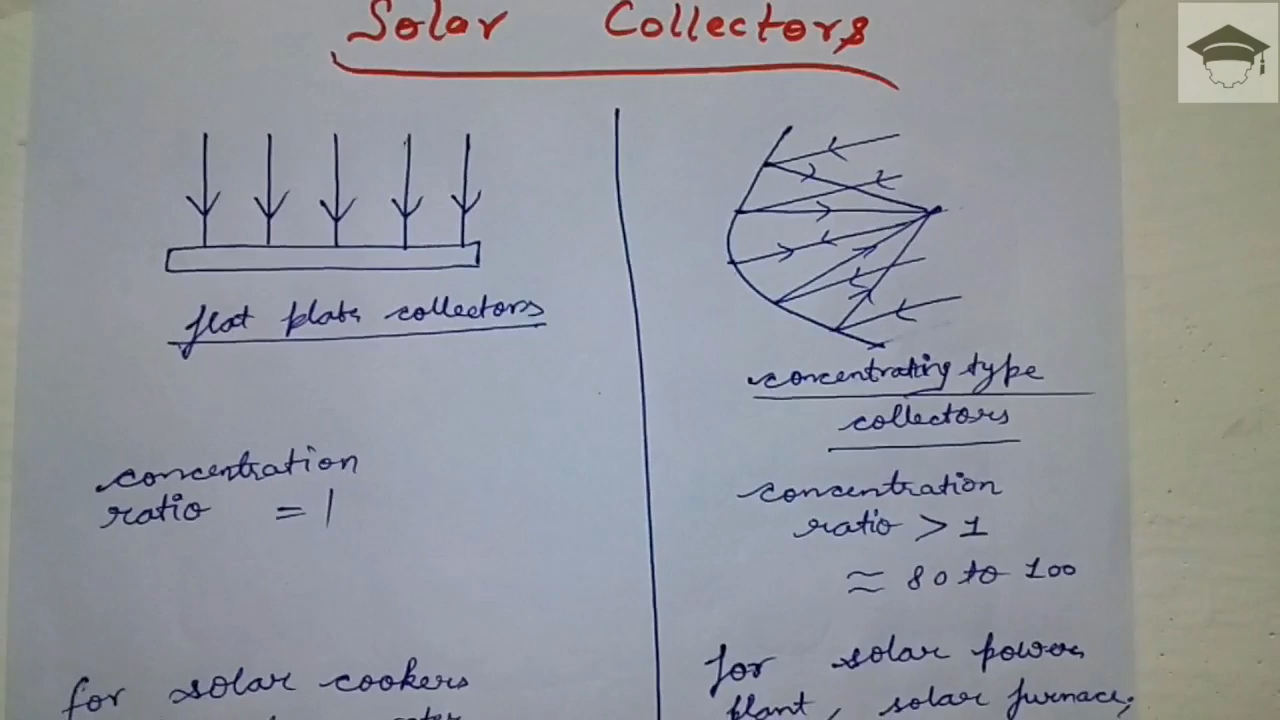 Solar Collectors
flat plate collectors
concentration
ratio = 1
for solar cookers
concentrating type
collectors
concentration
ratio > 1
≈ 80 to 100
for solar power
plant, solar furnace,